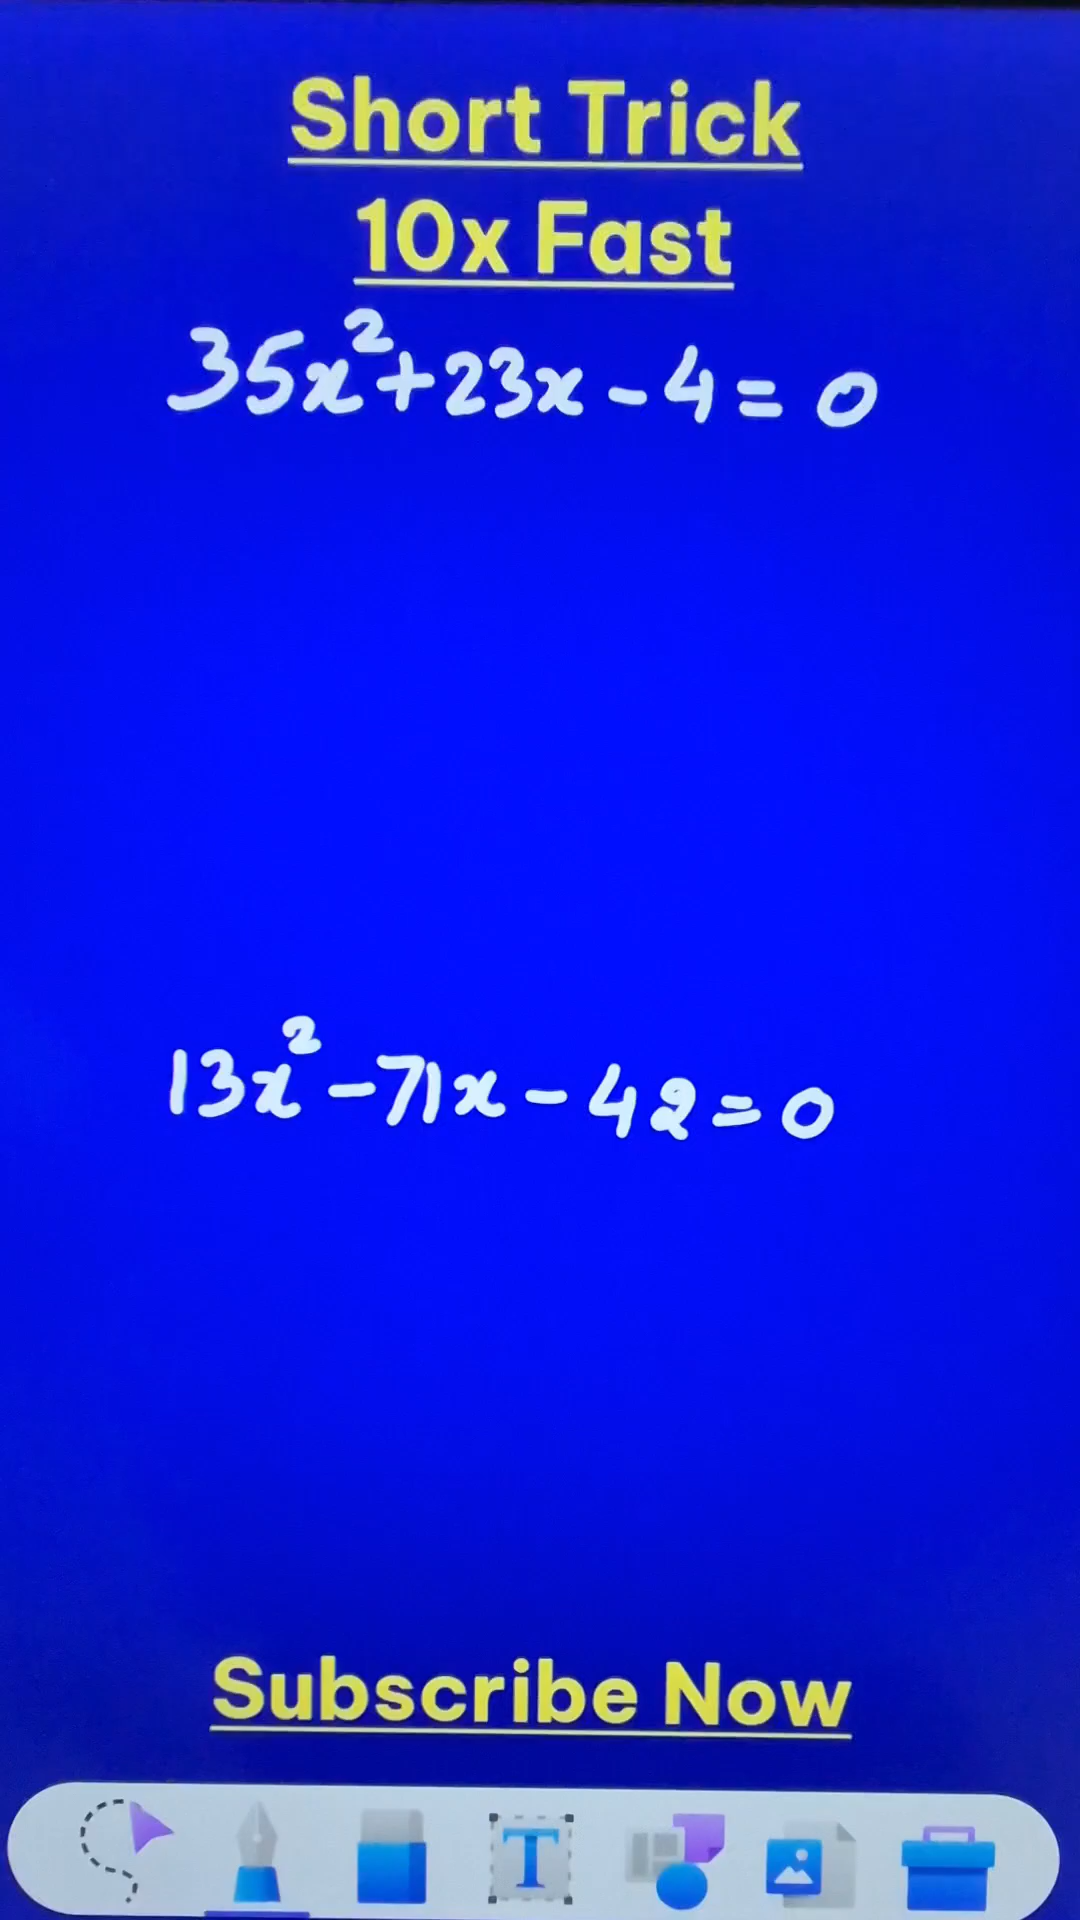 Short Trick
10x Fast
35x²+23x-4=0
13x²-71x-42=0
Subscribe Now
T